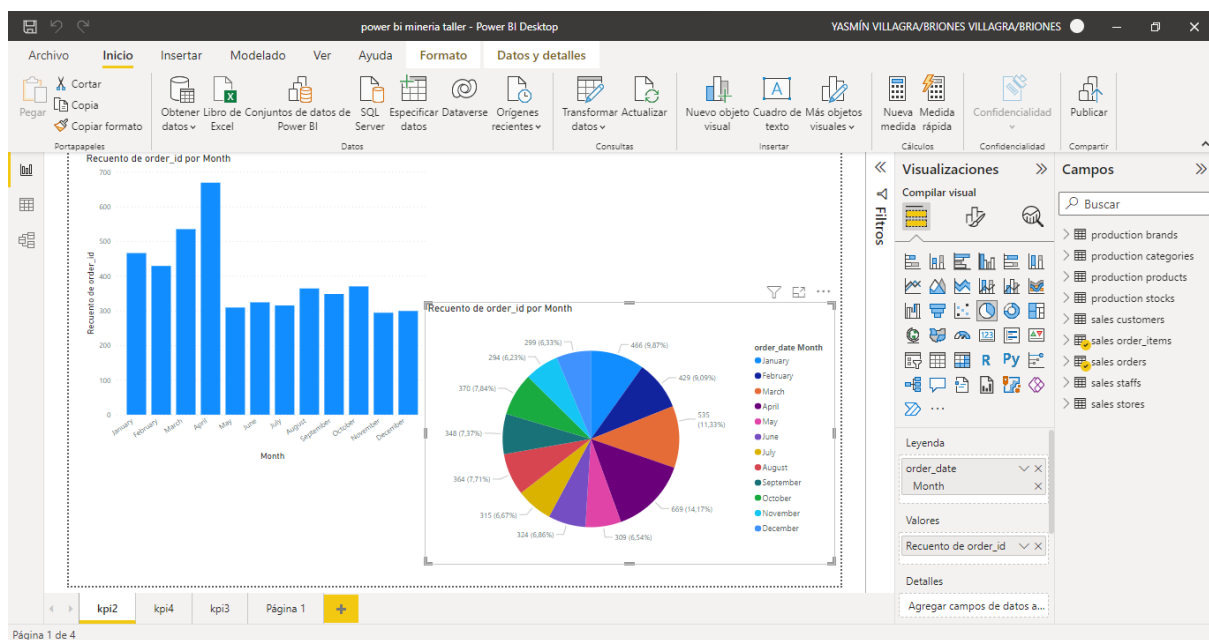 power bi mineria taller - Power BI Desktop
YASMÍN VILLAGRA/BRIONES VILLAGRA/BRIONES
Archivo
Inicio
Insertar
Modelado
Ver
Ayuda
Formato
Datos y detalles
Pegar
Cortar
Copia
Copiar formato
Portapapeles
Obtener
datos
Libro de
Excel
Conjuntos de datos de
Power BI
SQL
Server
Especificar
datos
Dataverse
Orígenes
recientes
Datos
Transformar
datos
Actualizar
Consultas
Nuevo objeto
visual
Cuadro de
texto
Más objetos
visuales
Insertar
Nueva
medida
Medida
rápida
Cálculos
Confidencialidad
Confidencialidad
Publicar
Compartir
Recuento de order_id por Month
Recuento de order_id
700
600
500
400
300
200
100
0
January
February
March
April
May
June
July
August
September
October
November
December
Month
Recuento de order_id por Month
299 (6,33%)
294 (6,23%)
370 (7,84%)
348 (7,37%)
364 (7,71%)
315 (6,67%)
324 (6,86%)
309 (6,54%)
669 (14,17%)
535
(11,33%)
429 (9,09%)
466 (9,87%)
order_date Month
January
February
March
April
May
June
July
August
September
October
November
December
Filtros
Visualizaciones
Compilar visual
123
R
Py
Leyenda
order_date
Month
Valores
Recuento de order_id
Detalles
Agregar campos de datos a...
Campos
Buscar
production brands
production categories
production products
production stocks
sales customers
sales order_items
sales orders
sales staffs
sales stores
kpi2
kpi4
kpi3
Página 1
Página 1 de 4